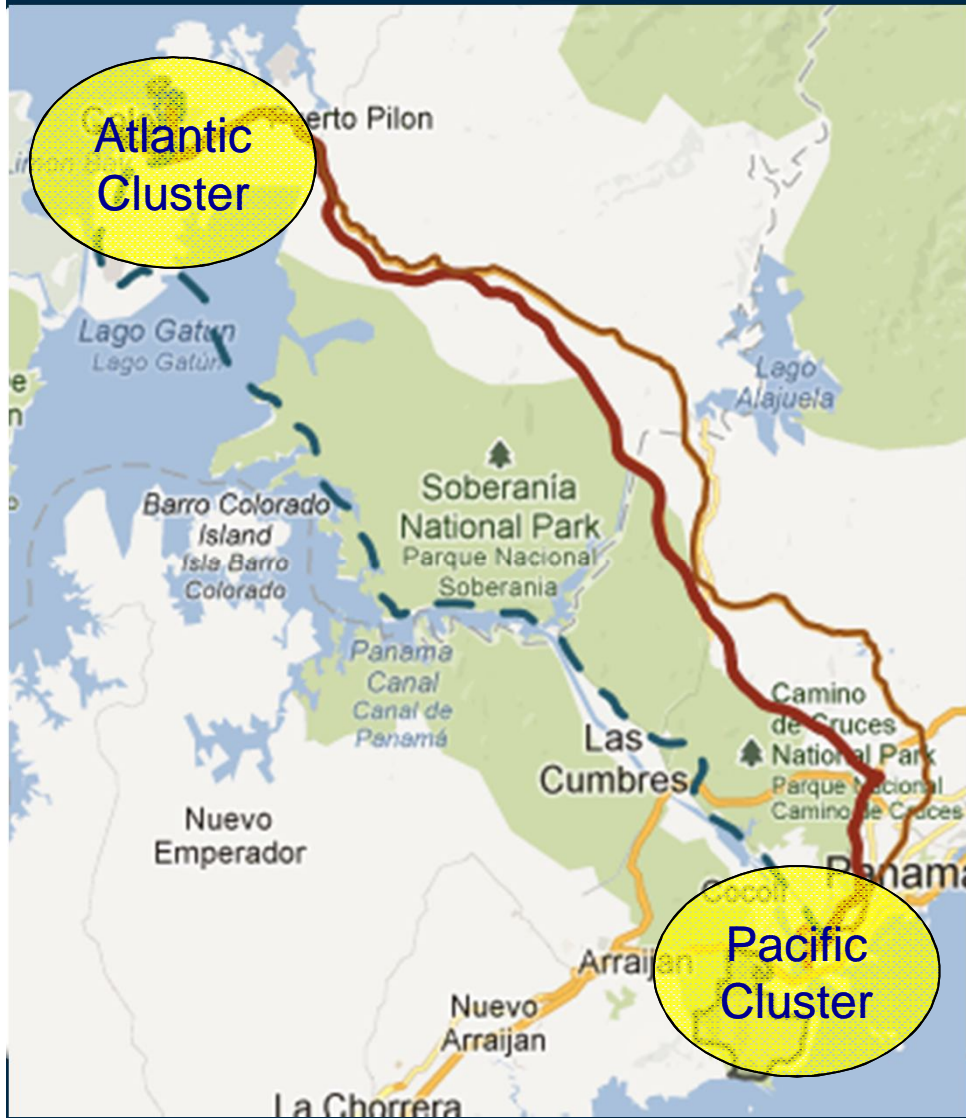 Atlantic
Cluster
erto Pilon
Lago Gatun
Lago Gatún
Lago
Alajuela
Soberanía
National Park
Parque Nacional
Soberania
Barro Colorado
Island
Isla Barro
Colorado
Panama
Canal
Canal de
Panamá
Las
Cumbres
Camino
de Cruces
National Park
Parque Nacional
Camino de Cruces
Nuevo
Emperador
Panama
Cocoli
Pacific
Cluster
Arraijan
Nuevo
Arraijan
La Chorrera